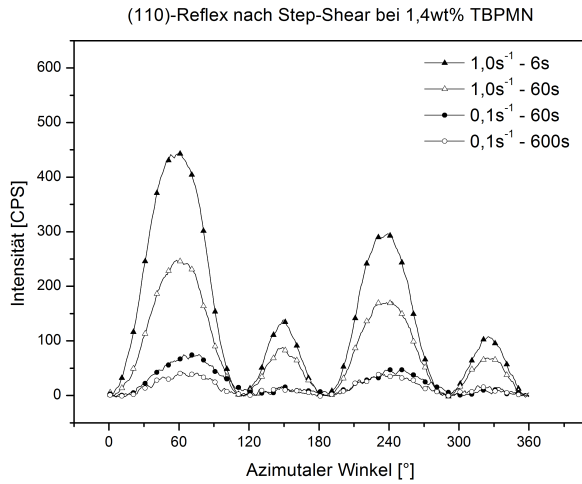 (110)-Reflex nach Step-Shear bei 1,4wt% TBPMN
1,0s⁻¹ - 6s
1,0s⁻¹ - 60s
0,1s⁻¹ - 60s
0,1s⁻¹ - 600s
Intensität [CPS]
600
500
400
300
200
100
0
0 60 120 180 240 300 360
Azimutaler Winkel [°]